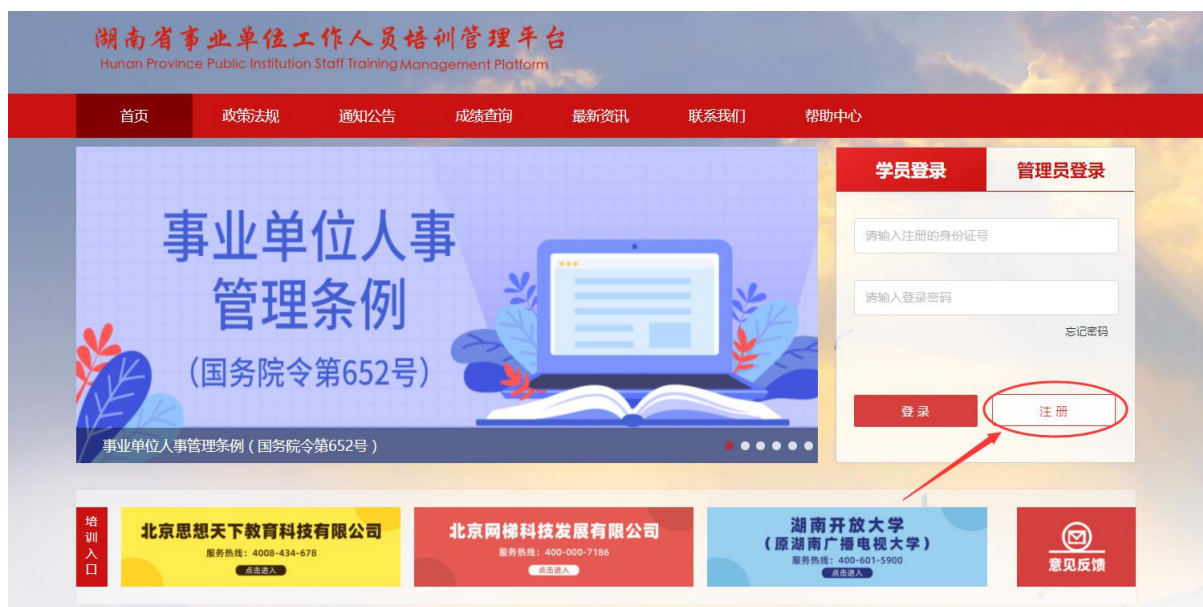 湖南省事业单位工作人员培训管理平台
Hunan Province Public Institution Staff Training Management Platform
首页 政策法规 通知公告 成绩查询 最新资讯 联系我们 帮助中心
事业单位人事
管理条例
（国务院令第652号）
事业单位人事管理条例（国务院令第652号）
学员登录 管理员登录
请输入注册的身份证号
请输入登录密码
忘记密码
登录 注册
培训入口
北京思想天下教育科技有限公司
服务热线：4008-434-678
点击进入
北京网梯科技发展有限公司
服务热线：400-000-7186
点击进入
湖南开放大学
（原湖南广播电视大学）
服务热线：400-601-5900
点击进入
意见反馈